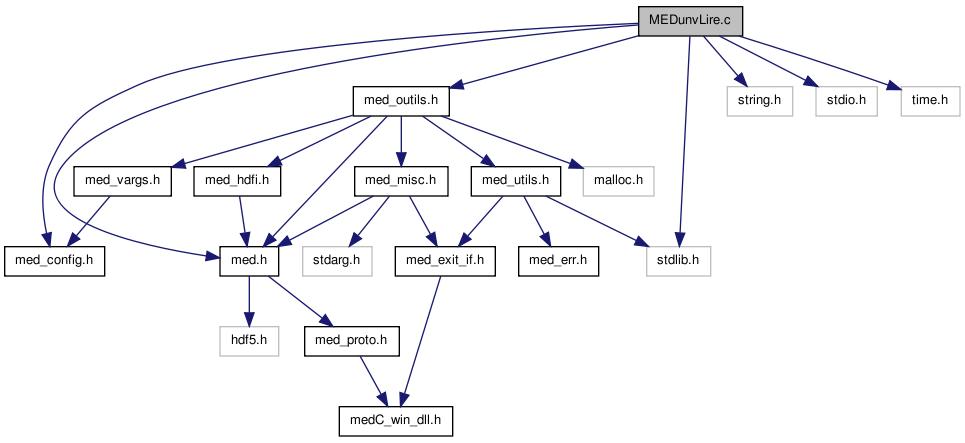 MEDunvLire.c
med_outils.h
string.h
stdio.h
time.h
med_vargs.h
med_hdfi.h
med_misc.h
med_utils.h
malloc.h
med_config.h
med.h
stdarg.h
med_exit_if.h
med_err.h
stdlib.h
hdf5.h
med_proto.h
medC_win_dll.h